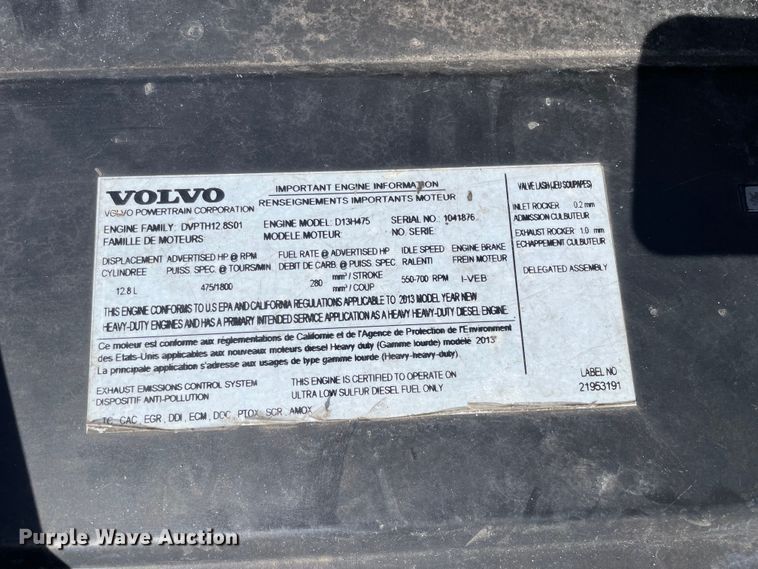 VOLVO
VOLVO POWERTRAIN CORPORATION
IMPORTANT ENGINE INFORMATION
RENSEIGNEMENTS IMPORTANTS MOTEUR
ENGINE FAMILY: DVPTH12.8S01
FAMILLE DE MOTEURS
ENGINE MODEL: D13H475
MODELE.MOTEUR:
SERIAL NO.: 1041876
NO SERIE:
DISPLACEMENT
CYLINDREE
12.8 L
ADVERTISED HP @ RPM
PUISS. SPEC. @ TOURS/MIN
475/1800
FUEL RATE @ ADVERTISED HP
DEBIT DE CARB. @ PUISS. SPEC.
280
mm³ / STROKE
mm³ / COUP
IDLE SPEED
RALENTI
550-700 RPM
ENGINE BRAKE
FREIN MOTEUR
I-VEB
THIS ENGINE CONFORMS TO U.S EPA AND CALIFORNIA REGULATIONS APPLICABLE TO 2013 MODEL YEAR NEW
HEAVY-DUTY ENGINES AND HAS A PRIMARY INTENDED SERVICE APPLICATION AS A HEAVY HEAVY-DUTY DIESEL ENGINE.
Ce moteur est conforme aux réglementations de Californie et de l'Agence de Protection de l'Environment
des Etats-Unis applicables aux nouveaux moteurs diesel Heavy duty (Gamme lourde) modèle 2013
La principale application s'adresse aux usages de type gamme lourde (Heavy-heavy-duty).
EXHAUST EMISSIONS CONTROL SYSTEM
DISPOSITIF ANTI-POLLUTION
THIS ENGINE IS CERTIFIED TO OPERATE ON
ULTRA LOW SULFUR DIESEL FUEL ONLY
TC, CAC, EGR, DDI, ECM, DOC, PTOX, SCR, AMOX
VALVE LASH (JEU SOUPAPES)
INLET ROCKER 0.2 mm
ADMISSION CULBUTEUR
EXHAUST ROCKER 1.0 mm
ECHAPPEMENT CULBUTEUR
DELEGATED ASSEMBLY
LABEL NO
21953191
Purple Wave Auction®